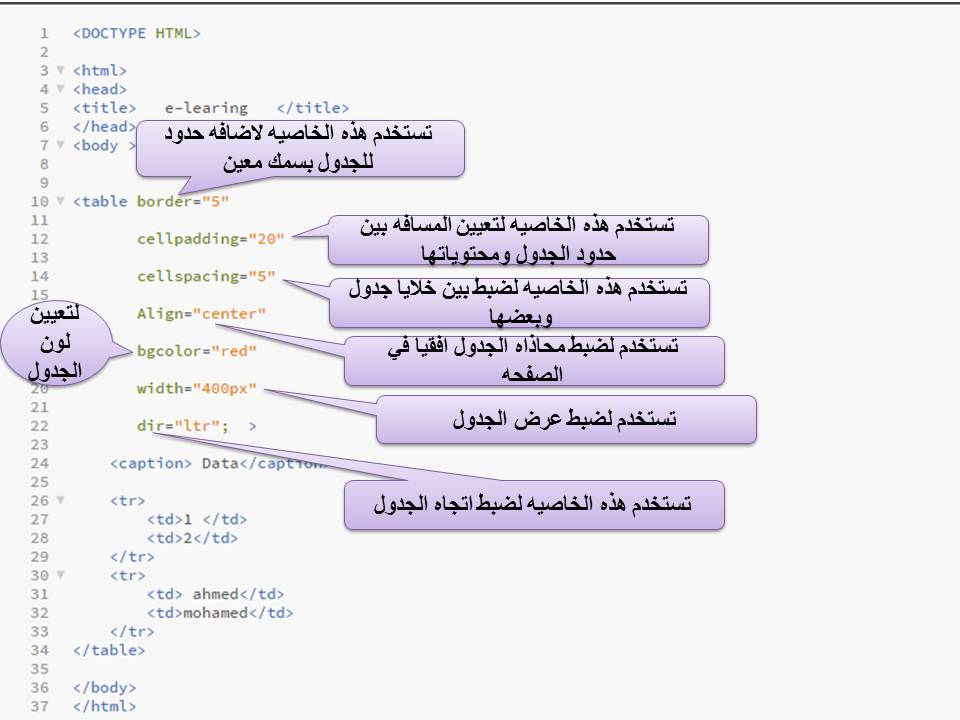 1 <DOCTYPE HTML>
2
3 <html>
4 <head>
5 <title> e-learing </title>
6 </head>
تستخدم هذه الخاصيه لاضافه حدود
للجدول بسمك معين
7 <body >
8
9
10 <table border="5"
11
تستخدم هذه الخاصيه لتعيين المسافه بين
حدود الجدول ومحتوياتها
12 cellpadding="20"
13
14 cellspacing="5"
تستخدم هذه الخاصيه لضبط بين خلايا جدول
وبعضها
15
Align="center"
لتعيين
لون
الجدول
تستخدم لضبط محاذاه الجدول افقيا في
الصفحه
bgcolor="red"
20 width="400px"
21
تستخدم لضبط عرض الجدول
22 dir="ltr"; >
23
24 <caption> Data</caption>
25
تستخدم هذه الخاصيه لضبط اتجاه الجدول
26 <tr>
27 <td>1 </td>
28 <td>2</td>
29 </tr>
30 <tr>
31 <td> ahmed</td>
32 <td>mohamed</td>
33 </tr>
34 </table>
35
36 </body>
37 </html>